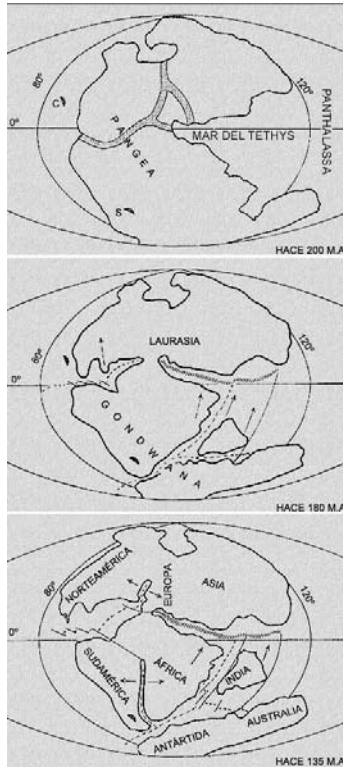 80°
120°
C
PANGEA
0°
MAR DEL TETHYS
PANTHALASSA
S
HACE 200 M.A
LAURASIA
60°
120°
0°
GONDWANA
HACE 180 M.A
NORTEAMÉRICA
EUROPA
ASIA
80°
120°
0°
SUDAMÉRICA
ÁFRICA
INDIA
ANTÁRTIDA
AUSTRALIA
HACE 135 M.A